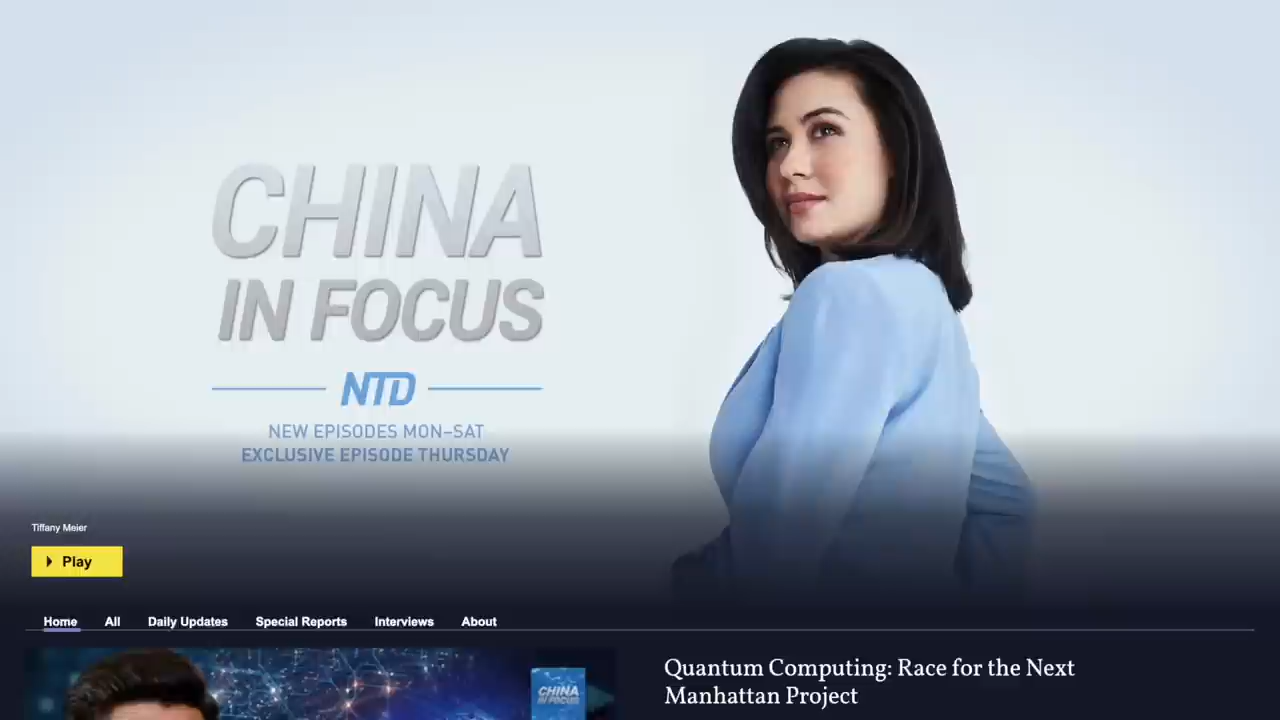 CHINA
IN FOCUS
NTD
NEW EPISODES MON–SAT
EXCLUSIVE EPISODE THURSDAY
Tiffany Meier
Play
Home All Daily Updates Special Reports Interviews About
CHINA
IN FOCUS
Quantum Computing: Race for the Next
Manhattan Project